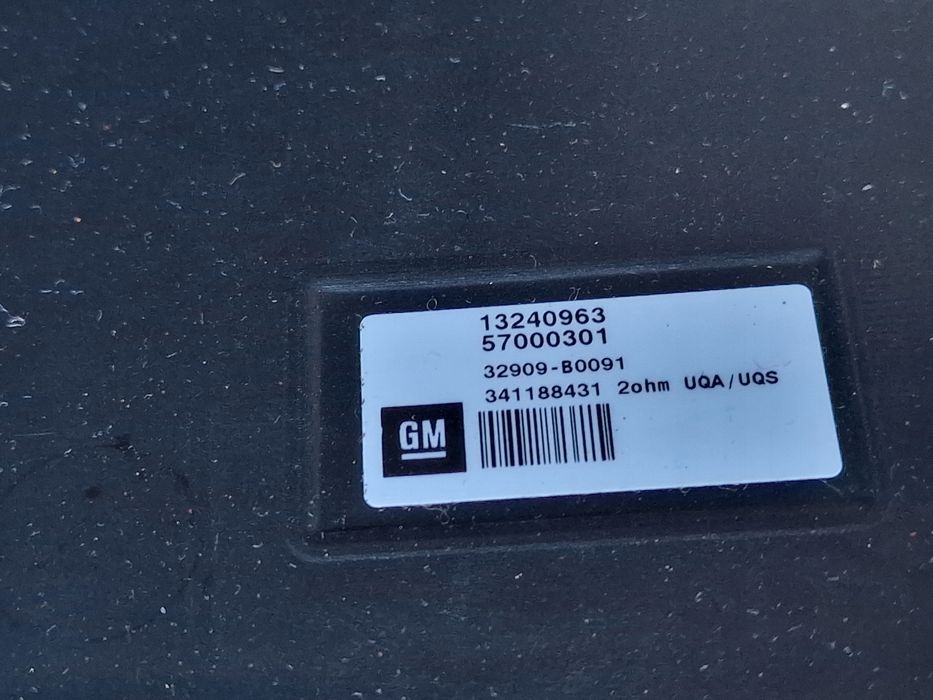 13240963
57000301
32909-B0091
341188431 2ohm UQA/UQS
GM